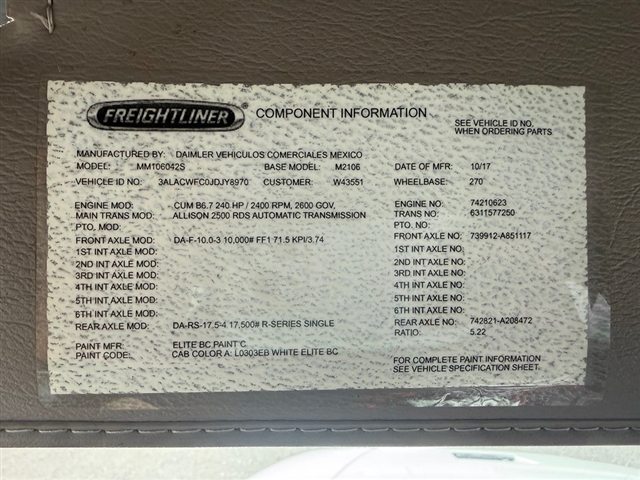 FREIGHTLINER® COMPONENT INFORMATION
SEE VEHICLE ID NO.
WHEN ORDERING PARTS
MANUFACTURED BY: DAIMLER VEHICULOS COMERCIALES MEXICO
MODEL: MM106042S BASE MODEL: M2106 DATE OF MFR: 10/17
VEHICLE ID NO: 3ALACWFC0JDJY8970 CUSTOMER: W43551 WHEELBASE: 270
ENGINE MOD: CUM B6.7 240 HP / 2400 RPM, 2600 GOV, ENGINE NO: 74210623
MAIN TRANS MOD: ALLISON 2500 RDS AUTOMATIC TRANSMISSION TRANS NO: 6311577250
PTO. MOD: PTO. NO:
FRONT AXLE MOD: DA-F-10.0-3 10,000# FF1 71.5 KPI/3.74 FRONT AXLE NO: 739912-A851117
1ST INT AXLE MOD: 1ST INT AXLE NO:
2ND INT AXLE MOD: 2ND INT AXLE NO:
3RD INT AXLE MOD: 3RD INT AXLE NO:
4TH INT AXLE MOD: 4TH INT AXLE NO:
5TH INT AXLE MOD: 5TH INT AXLE NO:
6TH INT AXLE MOD: 6TH INT AXLE NO:
REAR AXLE MOD: DA-RS-17.5-4 17,500# R-SERIES SINGLE REAR AXLE NO: 742821-A208472
RATIO: 5.22
PAINT MFR: ELITE BC PAINT C
PAINT CODE: CAB COLOR A: L0303EB WHITE ELITE BC
FOR COMPLETE PAINT INFORMATION
SEE VEHICLE SPECIFICATION SHEET.